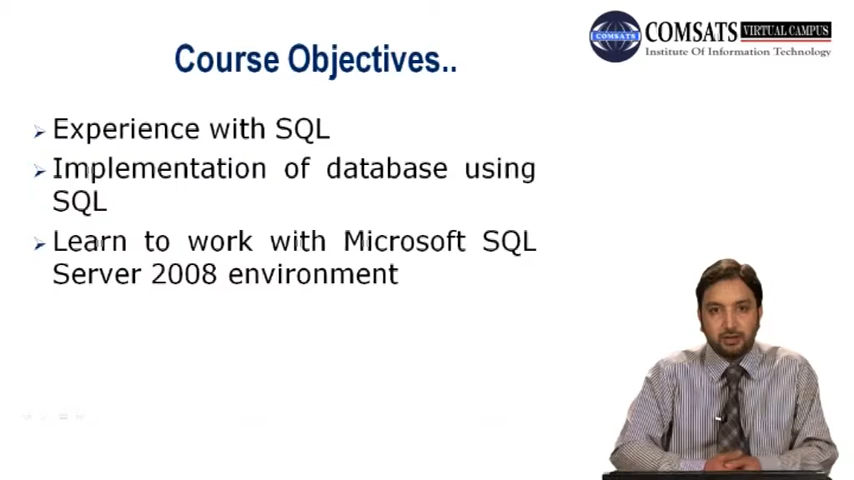 COMSATS VIRTUAL CAMPUS
Institute Of Information Technology
COMSATS
Course Objectives..
Experience with SQL
Implementation of database using
SQL
Learn to work with Microsoft SQL
Server 2008 environment